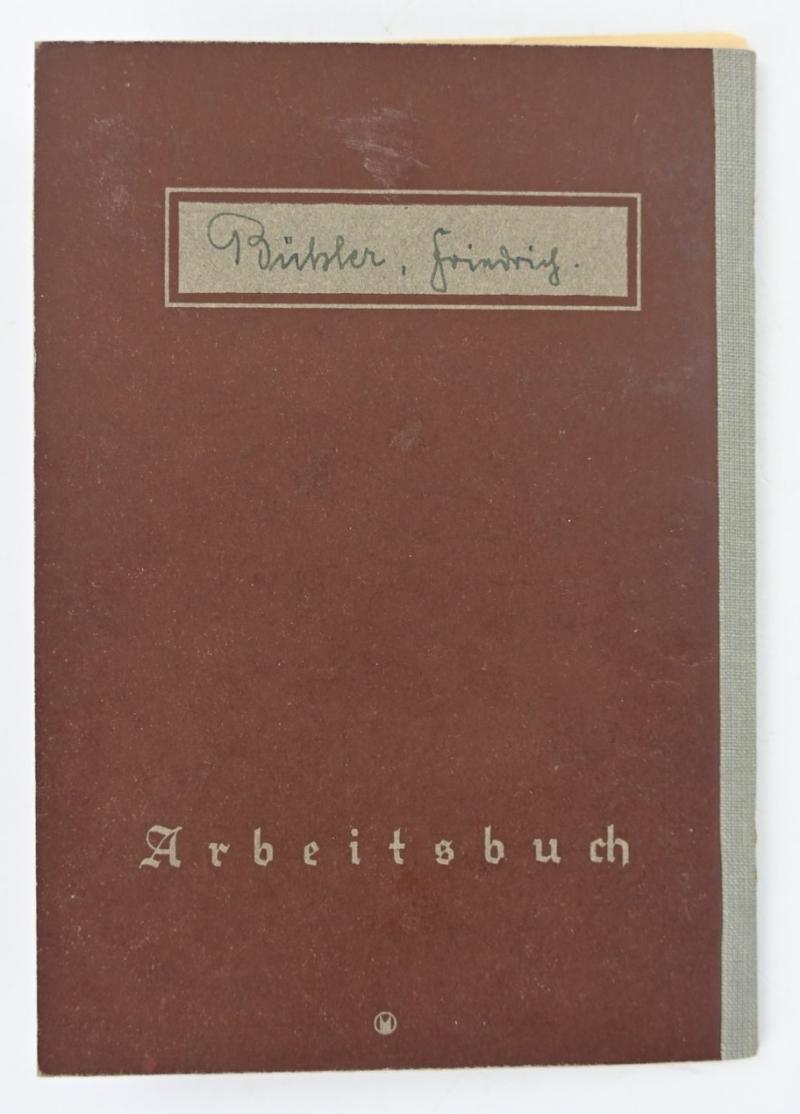 Bühler, Friedrich.
Arbeitsbuch